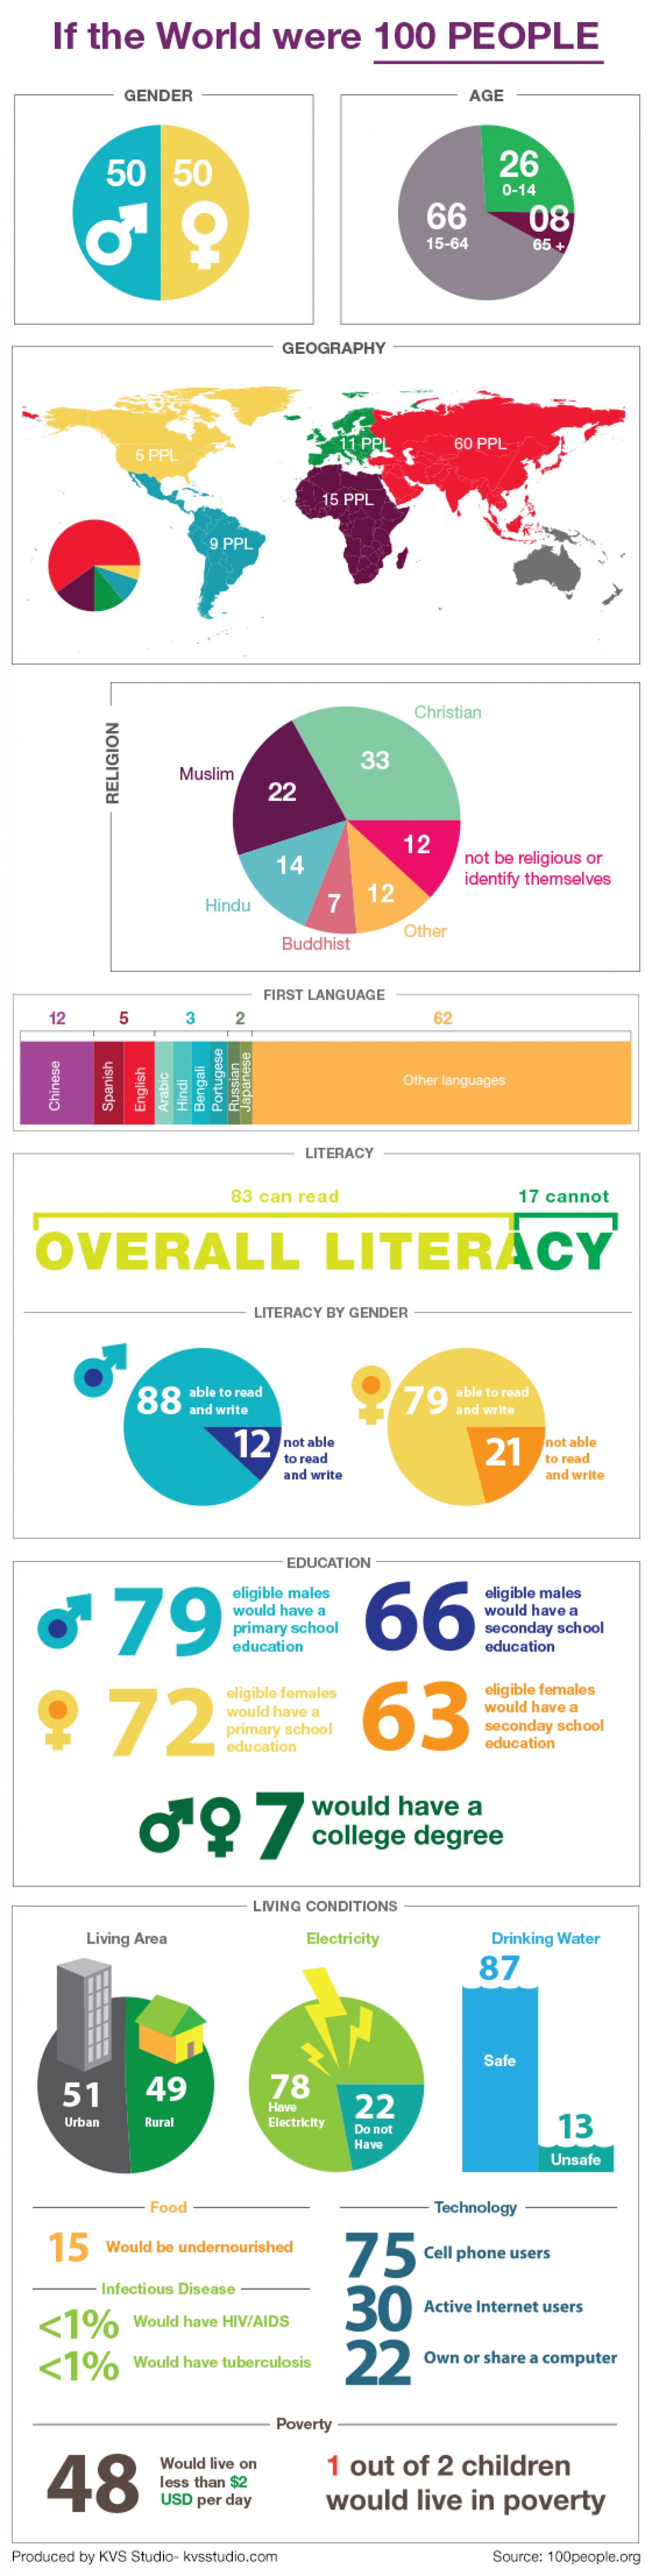 If the World were 100 PEOPLE
GENDER
50 50
AGE
26
0-14
66
15-64
08
65 +
GEOGRAPHY
5 PPL
11 PPL
60 PPL
15 PPL
9 PPL
RELIGION
Christian
33
Muslim
22
12
not be religious or
identify themselves
14
Hindu
7
Buddhist
12
Other
FIRST LANGUAGE
12 5 3 2 62
Chinese
Spanish
English
Arabic
Hindi
Bengali
Portugese
Russian
Japanese
Other languages
LITERACY
83 can read 17 cannot
OVERALL LITERACY
LITERACY BY GENDER
88 able to read
and write
12 not able
to read
and write
79 able to read
and write
21 not able
to read
and write
EDUCATION
79 eligible males
would have a
primary school
education
66 eligible males
would have a
seconday school
education
72 eligible females
would have a
primary school
education
63 eligible females
would have a
seconday school
education
7 would have a
college degree
LIVING CONDITIONS
Living Area
51
Urban
49
Rural
Electricity
78
Have
Electricity
22
Do not
Have
Drinking Water
87
Safe
13
Unsafe
Food
15 Would be undernourished
Infectious Disease
<1% Would have HIV/AIDS
<1% Would have tuberculosis
Technology
75 Cell phone users
30 Active Internet users
22 Own or share a computer
Poverty
48 Would live on
less than $2
USD per day
1 out of 2 children
would live in poverty
Produced by KVS Studio- kvsstudio.com
Source: 100people.org